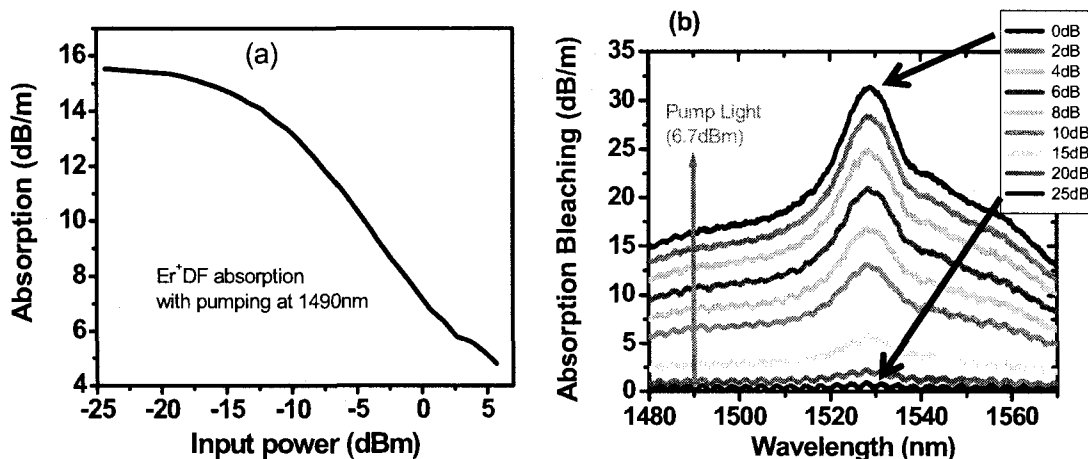 (a)
Absorption (dB/m)
16
14
12
10
8
6
4
Er⁺DF absorption
with pumping at 1490nm
-25 -20 -15 -10 -5 0 5
Input power (dBm)
(b)
Absorption Bleaching (dB/m)
35
30
25
20
15
10
5
0
Pump Light
(6.7dBm)
1480 1500 1520 1540 1560
Wavelength (nm)
0dB
2dB
4dB
6dB
8dB
10dB
15dB
20dB
25dB